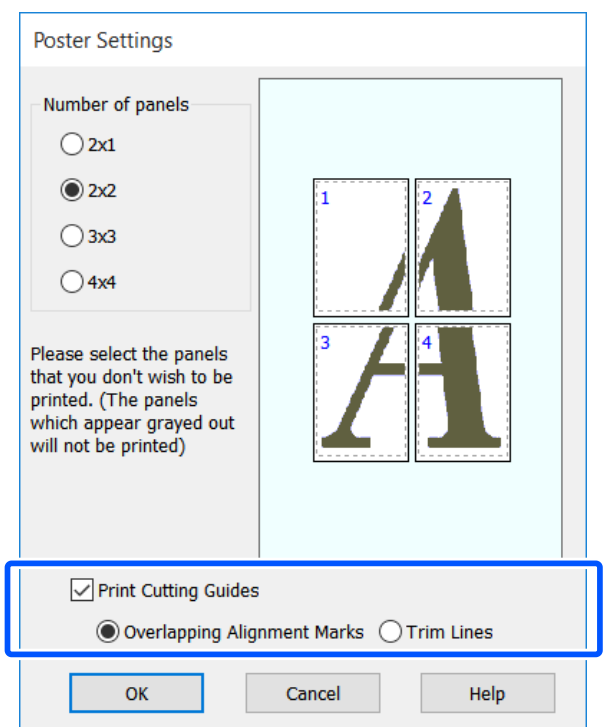 Poster Settings
Number of panels
2x1
2x2
3x3
4x4
1
2
3
4
Please select the panels
that you don't wish to be
printed. (The panels
which appear grayed out
will not be printed)
Print Cutting Guides
Overlapping Alignment Marks
Trim Lines
OK
Cancel
Help